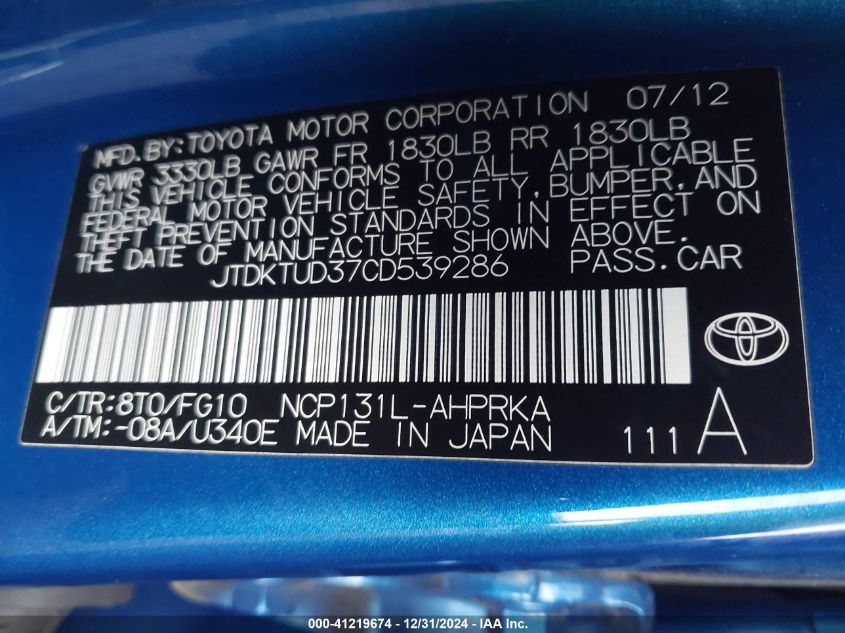 MFD.BY:TOYOTA MOTOR CORPORATION 07/12
GVWR 3330LB GAWR FR 1830LB RR 1830LB
THIS VEHICLE CONFORMS TO ALL APPLICABLE
FEDERAL MOTOR VEHICLE SAFETY,BUMPER,AND
THEFT PREVENTION STANDARDS IN EFFECT ON
THE DATE OF MANUFACTURE SHOWN ABOVE.
JTDKTUD37CD539286 PASS.CAR
C/TR:8T0/FG10 NCP131L-AHPRKA
A/TM:-08A/U340E MADE IN JAPAN 111 A
000-41219674 - 12/31/2024 - IAA Inc.